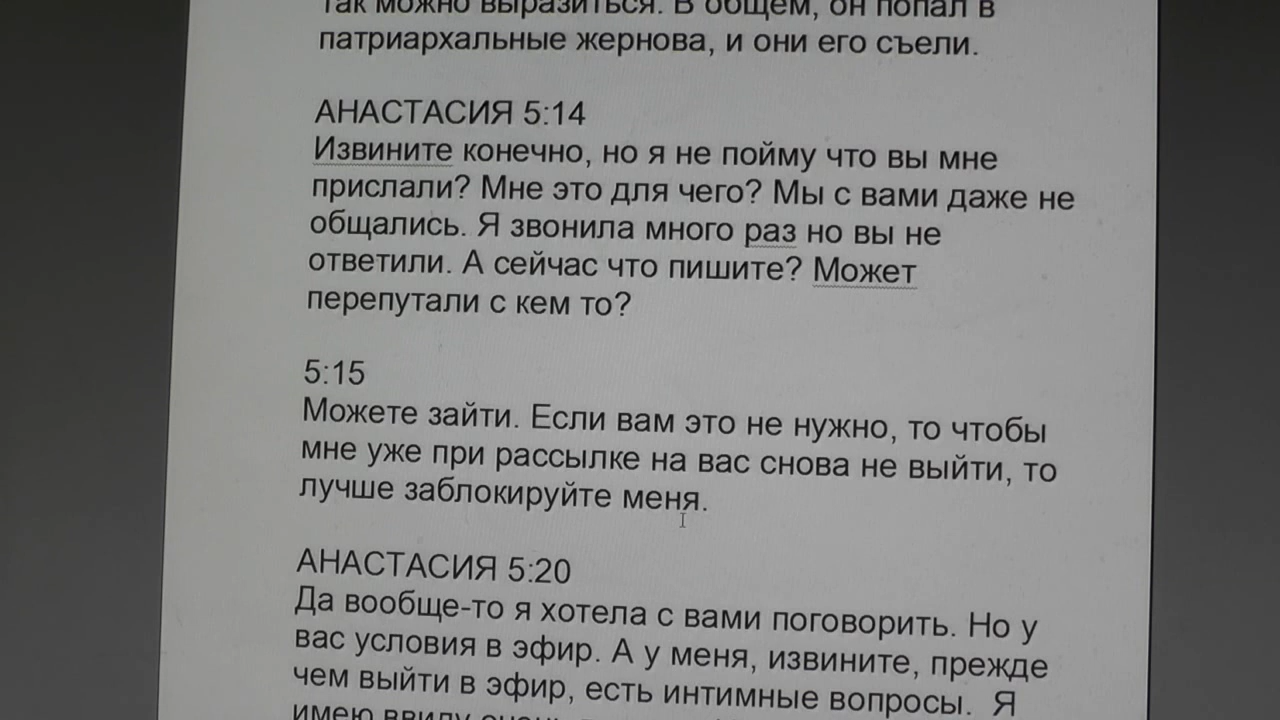 так можно выразиться. В общем, он попал в
патриархальные жернова, и они его съели.
АНАСТАСИЯ 5:14
Извините конечно, но я не пойму что вы мне
прислали? Мне это для чего? Мы с вами даже не
общались. Я звонила много раз но вы не
ответили. А сейчас что пишите? Может
перепутали с кем то?
5:15
Можете зайти. Если вам это не нужно, то чтобы
мне уже при рассылке на вас снова не выйти, то
лучше заблокируйте меня.
АНАСТАСИЯ 5:20
Да вообще-то я хотела с вами поговорить. Но у
вас условия в эфир. А у меня, извините, прежде
чем выйти в эфир, есть интимные вопросы. Я
имею ввиду